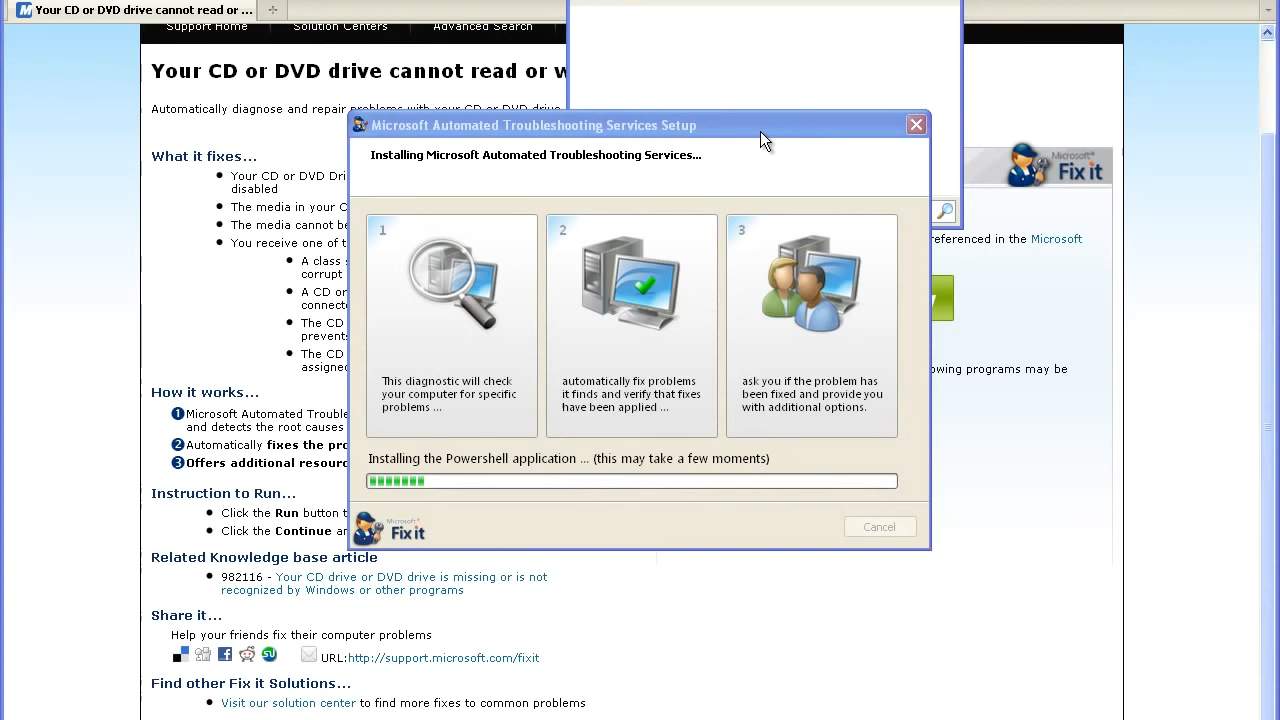 Your CD or DVD drive cannot read or ...
Support Home Solution Centers Advanced Search
Your CD or DVD drive cannot read or w
Automatically diagnose and repair problems with your CD or DVD drive
Microsoft Automated Troubleshooting Services Setup
Installing Microsoft Automated Troubleshooting Services...
1
This diagnostic will check
your computer for specific
problems ...
2
automatically fix problems
it finds and verify that fixes
have been applied ...
3
ask you if the problem has
been fixed and provide you
with additional options.
Installing the Powershell application ... (this may take a few moments)
Microsoft®
Fix it
Cancel
What it fixes...
Your CD or DVD Dri
disabled
The media in your C
The media cannot be
You receive one of t
A class s
corrupt
A CD or
connecte
The CD
prevents
The CD
assigned
How it works...
1 Microsoft Automated Trouble
and detects the root causes
2 Automatically fixes the pro
3 Offers additional resour
Instruction to Run...
Click the Run button t
Click the Continue an
Related Knowledge base article
982116 - Your CD drive or DVD drive is missing or is not
recognized by Windows or other programs
Share it...
Help your friends fix their computer problems
URL:http://support.microsoft.com/fixit
Find other Fix it Solutions...
Visit our solution center to find more fixes to common problems
Microsoft®
Fix it
referenced in the Microsoft
owing programs may be